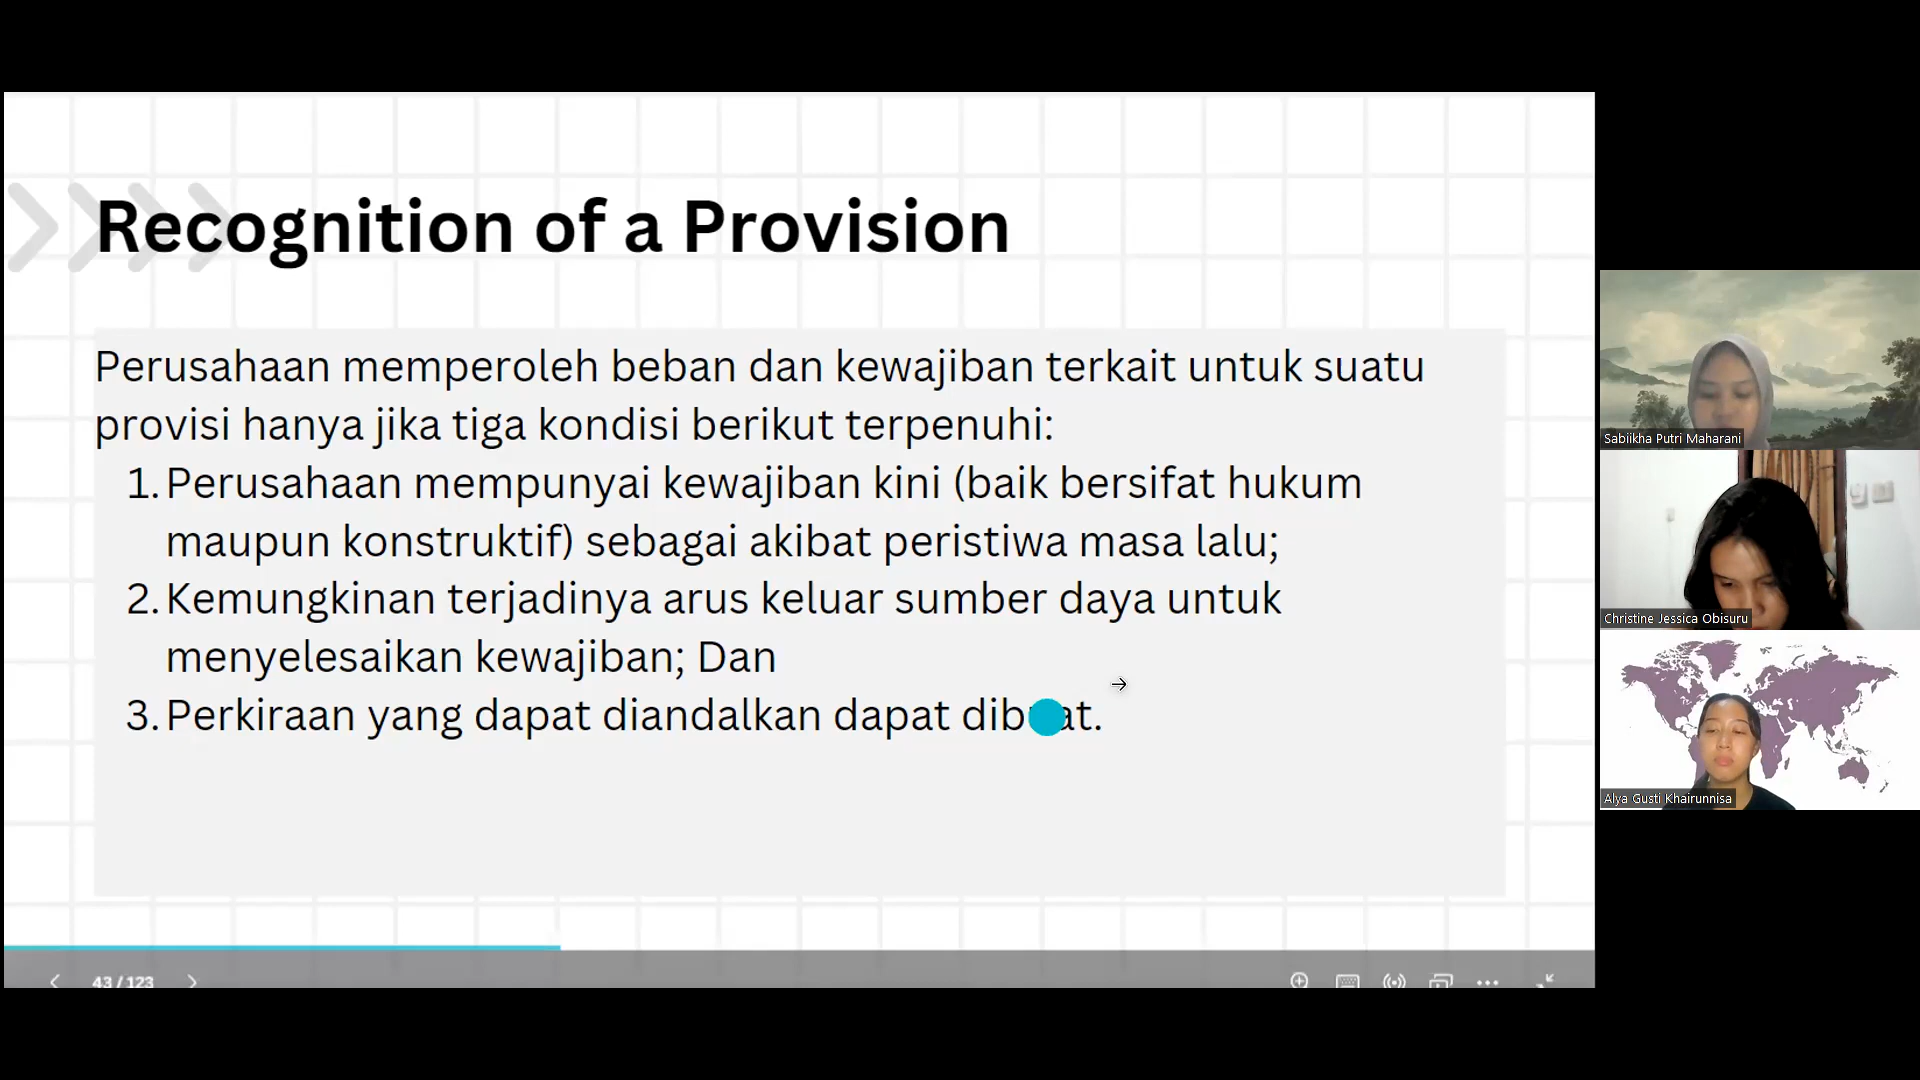 Recognition of a Provision
Perusahaan memperoleh beban dan kewajiban terkait untuk suatu
provisi hanya jika tiga kondisi berikut terpenuhi:
1. Perusahaan mempunyai kewajiban kini (baik bersifat hukum
maupun konstruktif) sebagai akibat peristiwa masa lalu;
2. Kemungkinan terjadinya arus keluar sumber daya untuk
menyelesaikan kewajiban; Dan
3. Perkiraan yang dapat diandalkan dapat dibuat.
43 / 123
Sabiikha Putri Maharani
Christine Jessica Obisuru
Alya Gusti Khairunnisa